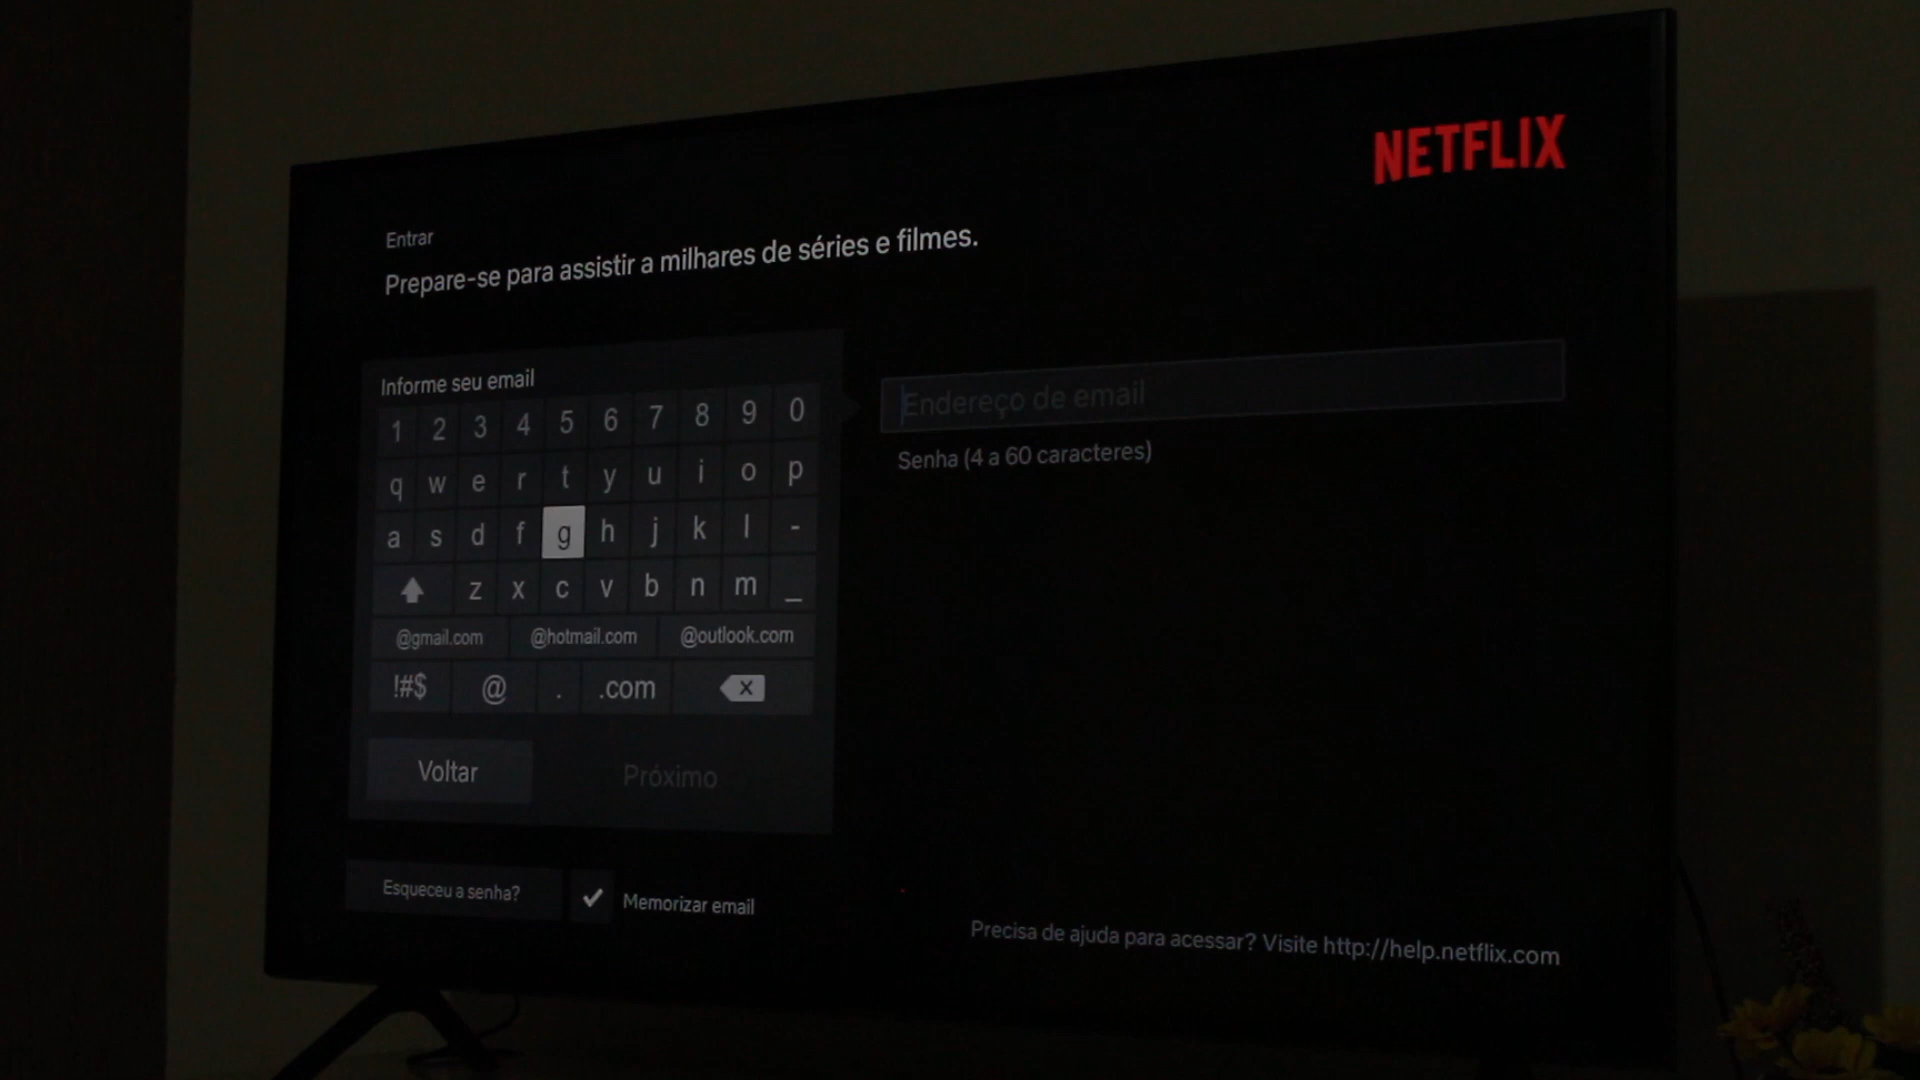 NETFLIX
Entrar
Prepare-se para assistir a milhares de séries e filmes.
Informe seu email
1 2 3 4 5 6 7 8 9 0
q w e r t y u i o p
a s d f g h j k l -
z x c v b n m _
@gmail.com @hotmail.com @outlook.com
!#$ @ . .com
Voltar Próximo
Endereço de email
Senha (4 a 60 caracteres)
Esqueceu a senha? Memorizar email
Precisa de ajuda para acessar? Visite http://help.netflix.com